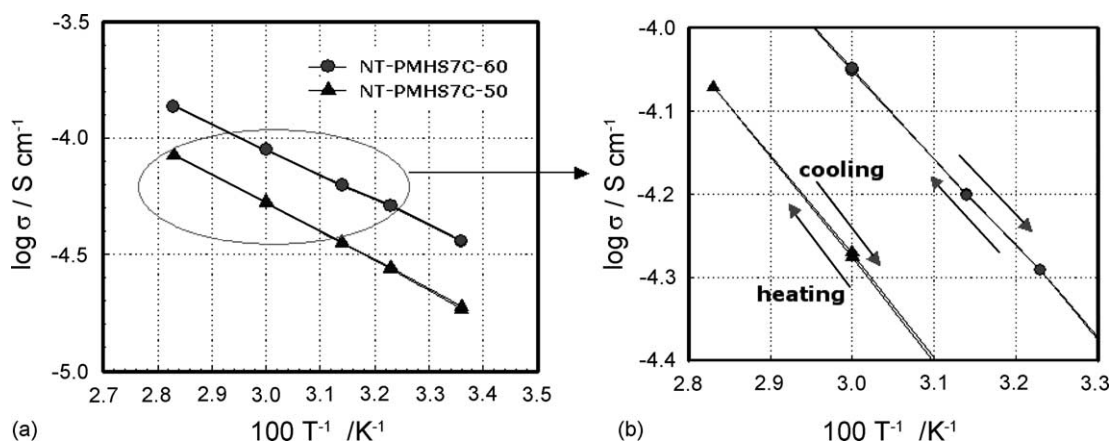 -3.5
-4.0
-4.5
-5.0
log σ / S cm⁻¹
NT-PMHS7C-60
NT-PMHS7C-50
2.7 2.8 2.9 3.0 3.1 3.2 3.3 3.4 3.5
(a) 100 T⁻¹ /K⁻¹
-4.0
-4.1
-4.2
-4.3
-4.4
log σ / S cm⁻¹
cooling
heating
2.8 2.9 3.0 3.1 3.2 3.3
(b) 100 T⁻¹ /K⁻¹